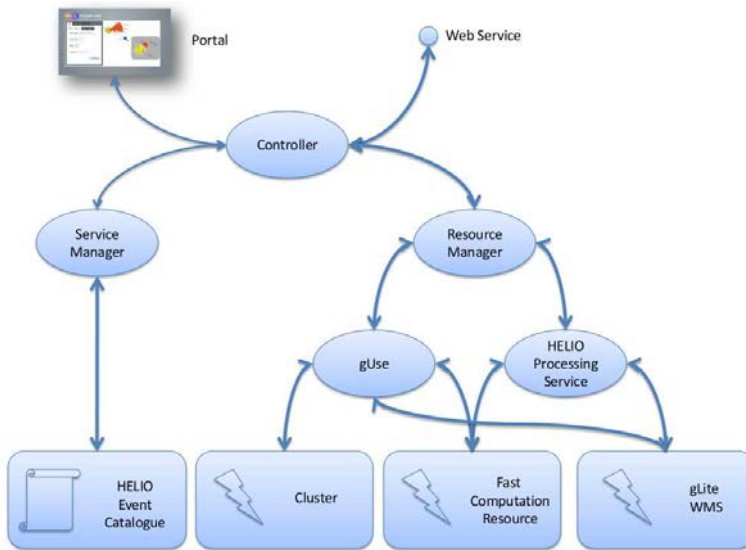 Portal
Web Service
Controller
Service
Manager
Resource
Manager
gUse
HELIO
Processing
Service
HELIO
Event
Catalogue
Cluster
Fast
Computation
Resource
gLite
WMS